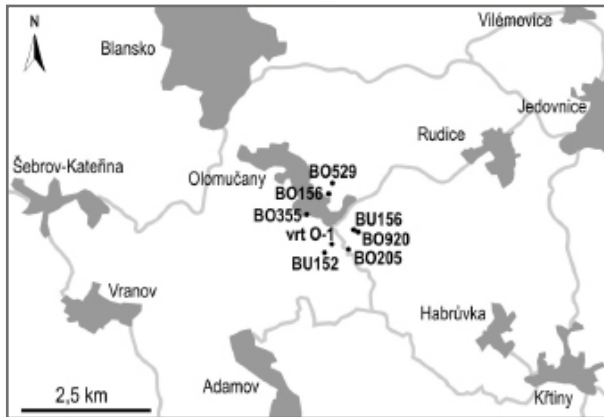 Vilémovice
N
Blansko
Jedovnice
Rudice
Šebrov-Kateřina
BO529
Olomučany
BO156
BO355
BU156
vrt O-1
BO920
BU152
BO205
Vranov
Habrůvka
Adamov
Křtiny
2,5 km